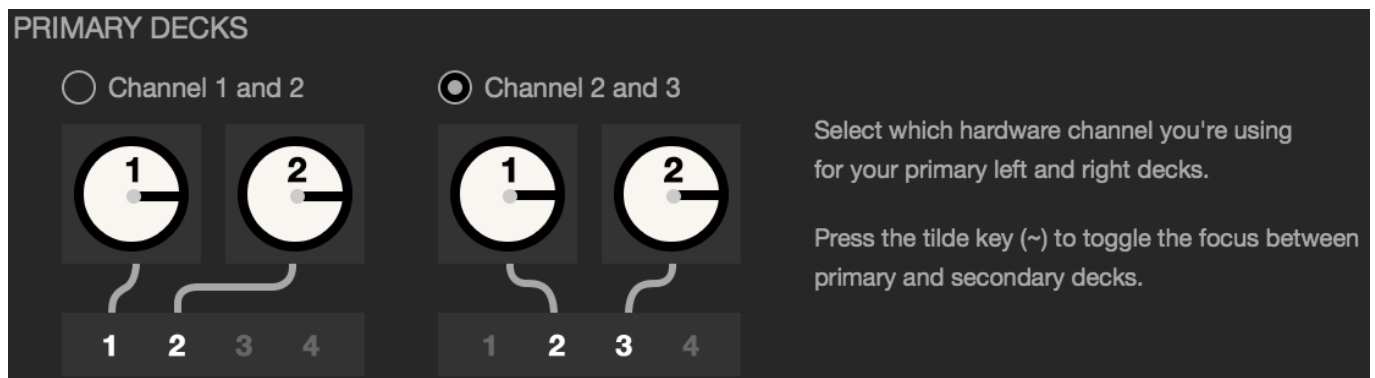 PRIMARY DECKS
Channel 1 and 2
Channel 2 and 3
1 2
1 2
1 2 3 4
1 2 3 4
Select which hardware channel you're using
for your primary left and right decks.
Press the tilde key (~) to toggle the focus between
primary and secondary decks.